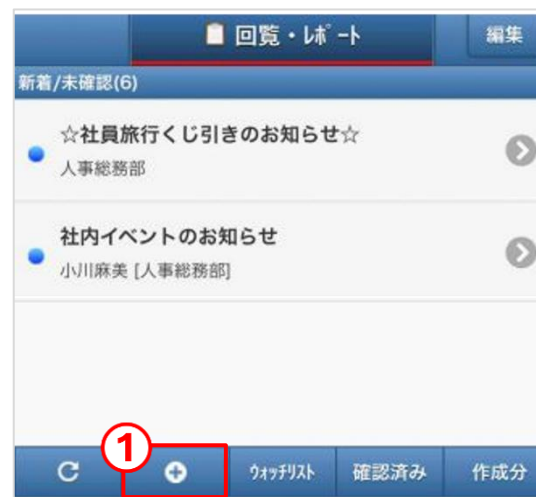 回覧・ﾚﾎﾟｰﾄ
編集
新着/未確認(6)
☆社員旅行くじ引きのお知らせ☆
人事総務部
社内イベントのお知らせ
小川麻美 [人事総務部]
1
ｳｫｯﾁﾘｽﾄ
確認済み
作成分